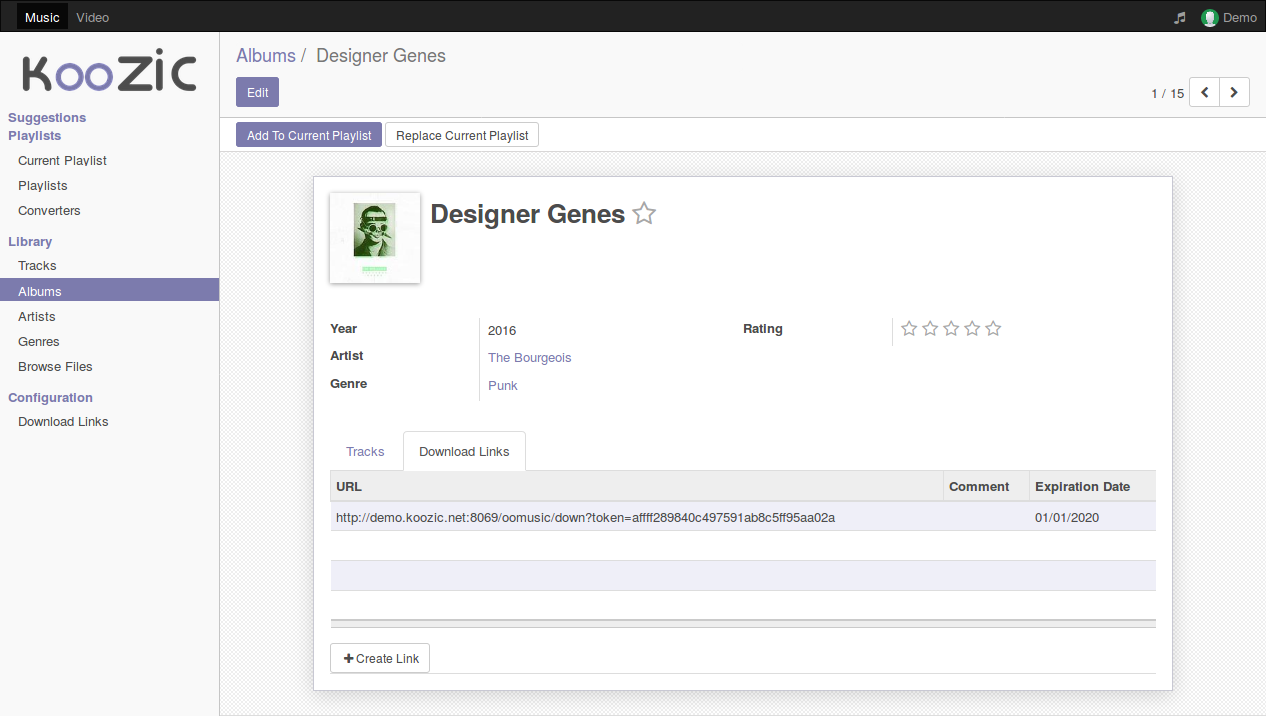 Music Video Demo
KooZic
Suggestions
Playlists
Current Playlist
Playlists
Converters
Library
Tracks
Albums
Artists
Genres
Browse Files
Configuration
Download Links
Albums / Designer Genes
Edit
1 / 15
Add To Current Playlist Replace Current Playlist
Designer Genes
Year 2016 Rating
Artist The Bourgeois
Genre Punk
Tracks Download Links
URL Comment Expiration Date
http://demo.koozic.net:8069/oomusic/down?token=affff289840c497591ab8c5ff95aa02a 01/01/2020
Create Link